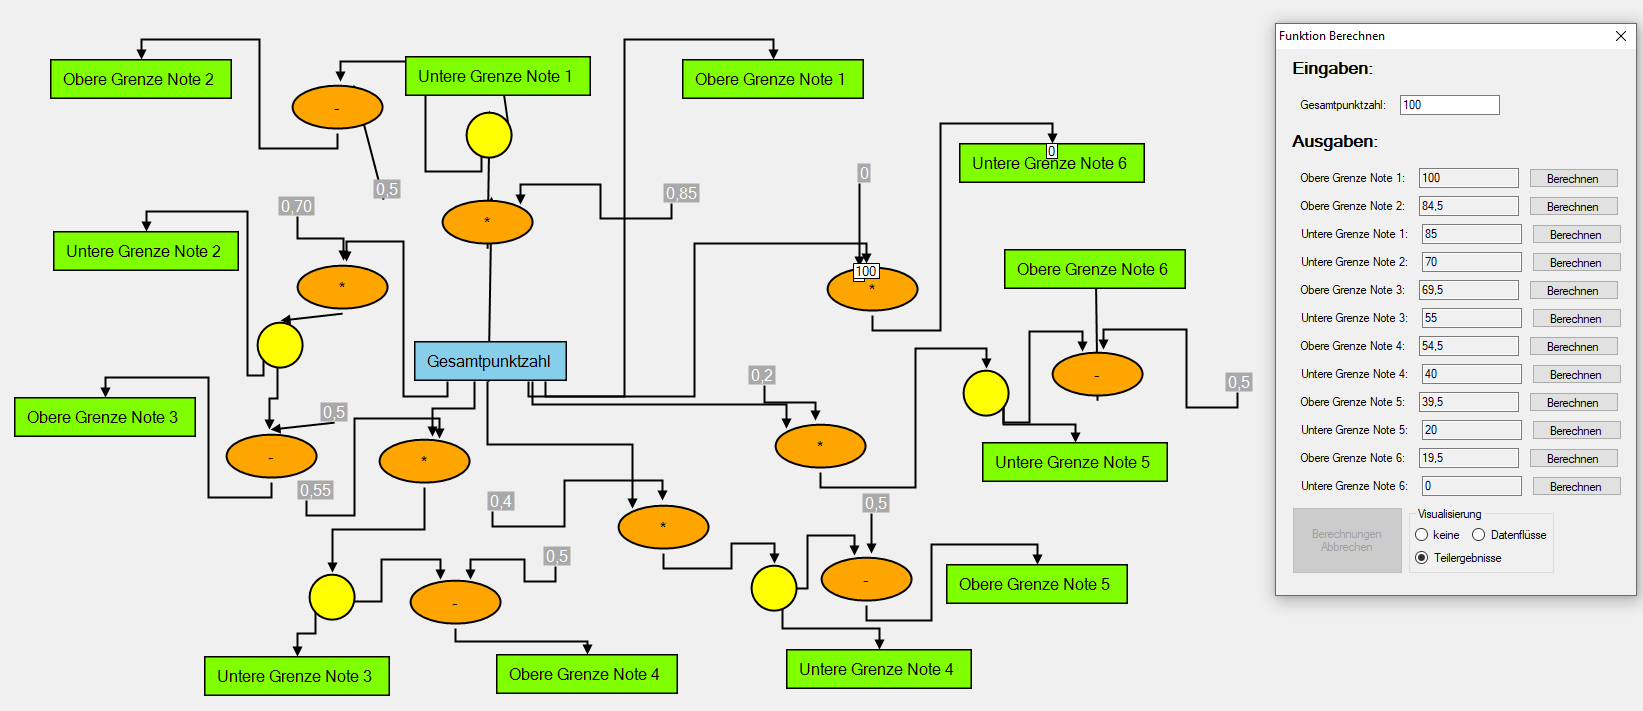 Obere Grenze Note 2
-
Untere Grenze Note 1
Obere Grenze Note 1
0
Untere Grenze Note 6
0,5
0,85
0
0,70
*
Untere Grenze Note 2
*
100
*
Obere Grenze Note 6
Gesamtpunktzahl
0,2
-
0,5
Obere Grenze Note 3
0,5
-
*
*
Untere Grenze Note 5
0,55
0,4
*
0,5
0,5
-
-
Obere Grenze Note 5
Untere Grenze Note 3
Obere Grenze Note 4
Untere Grenze Note 4
Funktion Berechnen
Eingaben:
Gesamtpunktzahl: 100
Ausgaben:
Obere Grenze Note 1: 100 Berechnen
Obere Grenze Note 2: 84,5 Berechnen
Untere Grenze Note 1: 85 Berechnen
Untere Grenze Note 2: 70 Berechnen
Obere Grenze Note 3: 69,5 Berechnen
Untere Grenze Note 3: 55 Berechnen
Obere Grenze Note 4: 54,5 Berechnen
Untere Grenze Note 4: 40 Berechnen
Obere Grenze Note 5: 39,5 Berechnen
Untere Grenze Note 5: 20 Berechnen
Obere Grenze Note 6: 19,5 Berechnen
Untere Grenze Note 6: 0 Berechnen
Berechnungen
Abbrechen
Visualisierung
keine Datenflüsse
Teilergebnisse